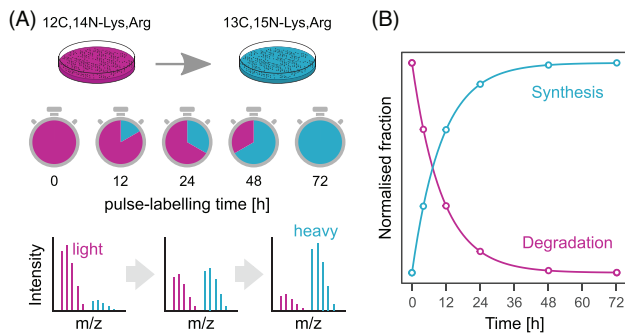 (A)
12C,14N-Lys,Arg
13C,15N-Lys,Arg
0 12 24 48 72
pulse-labelling time [h]
Intensity
light
heavy
m/z m/z m/z
(B)
Normalised fraction
Synthesis
Degradation
0 12 24 36 48 60 72
Time [h]